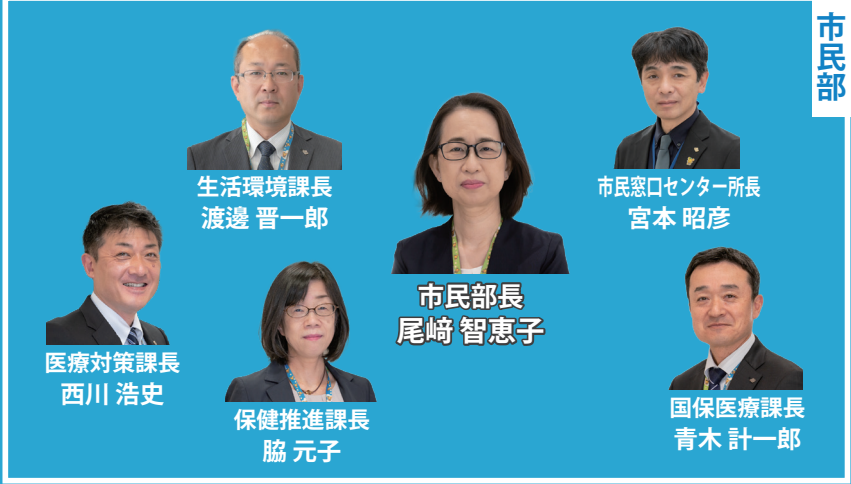 市民部
生活環境課長
渡邊 晋一郎
市民窓口センター所長
宮本 昭彦
市民部長
尾﨑 智恵子
医療対策課長
西川 浩史
保健推進課長
脇 元子
国保医療課長
青木 計一郎